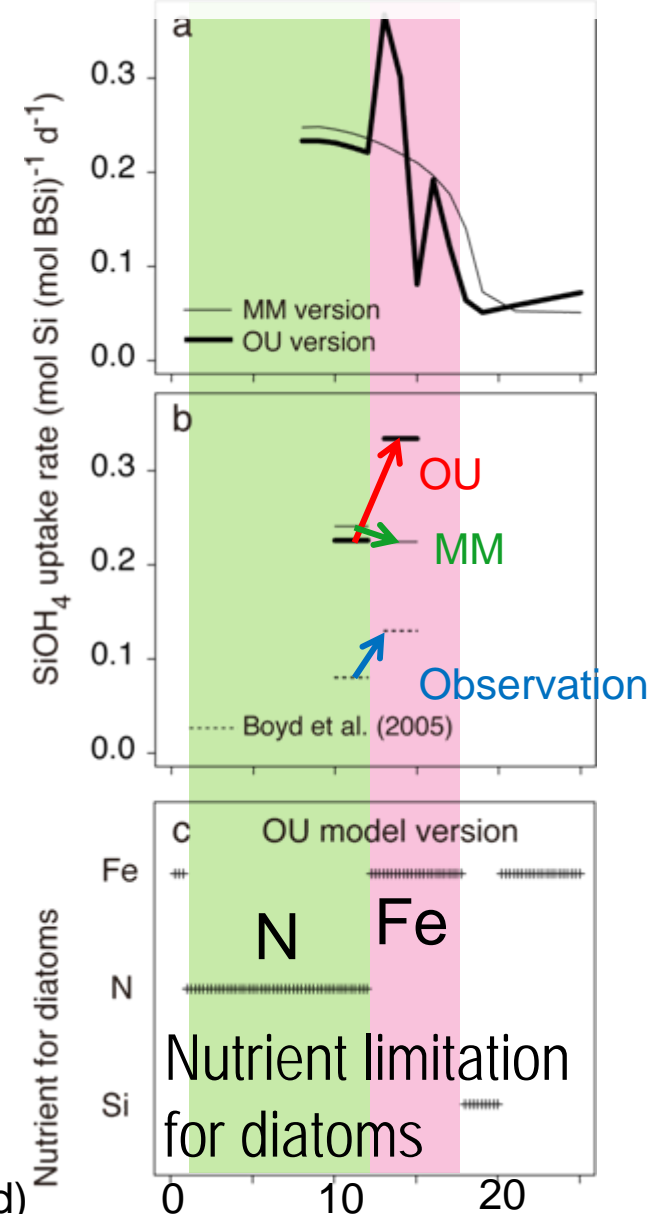 a
SiOH4 uptake rate (mol Si (mol BSi)-1 d-1)
0.3
0.2
0.1
0.0
MM version
OU version
b
0.3
0.2
0.1
0.0
OU
MM
Observation
Boyd et al. (2005)
c OU model version
Nutrient for diatoms
Fe
N
Si
N Fe
Nutrient limitation
for diatoms
d) 0 10 20